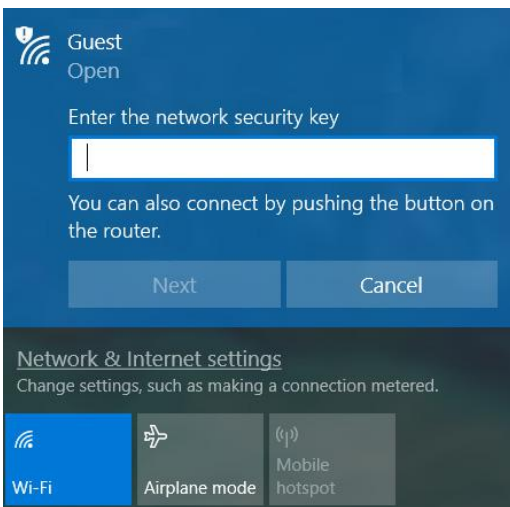 Guest
Open
Enter the network security key
You can also connect by pushing the button on
the router.
Next
Cancel
Network & Internet settings
Change settings, such as making a connection metered.
Wi-Fi
Airplane mode
Mobile
hotspot